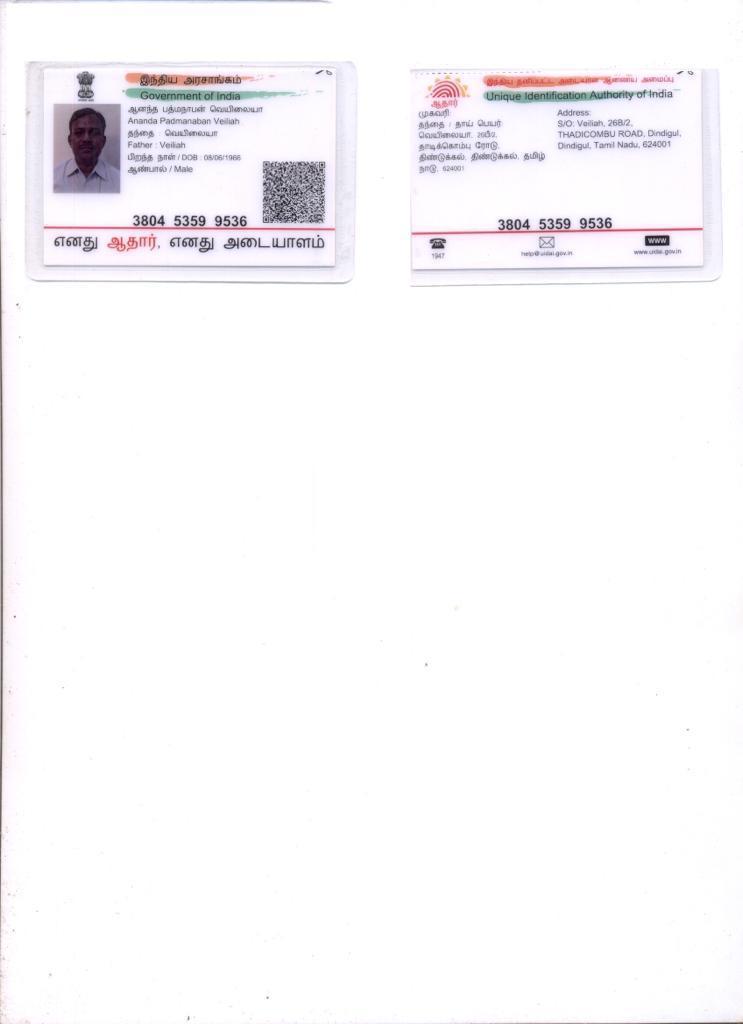 இந்திய அரசாங்கம்
Government of India
ஆனந்த பத்மநாபன் வெயிலையா
Ananda Padmanaban Veiliah
தந்தை : வெயிலையா
Father : Veiliah
பிறந்த நாள் / DOB : 08/06/1966
ஆண்பால் / Male
3804 5359 9536
எனது ஆதார், எனது அடையாளம்
இந்திய தனிப்பட்ட அடையாள ஆணைய அமைப்பு
Unique Identification Authority of India
ஆதார்
முகவரி:
தந்தை / தாய் பெயர்:
வெயிலையா, 26பி2,
தாடிக்கொம்பு ரோடு,
திண்டுக்கல், திண்டுக்கல், தமிழ்
நாடு, 624001
Address:
S/O: Veiliah, 26B/2,
THADICOMBU ROAD, Dindigul,
Dindigul, Tamil Nadu, 624001
3804 5359 9536
1947
help@uidai.gov.in
www
www.uidai.gov.in